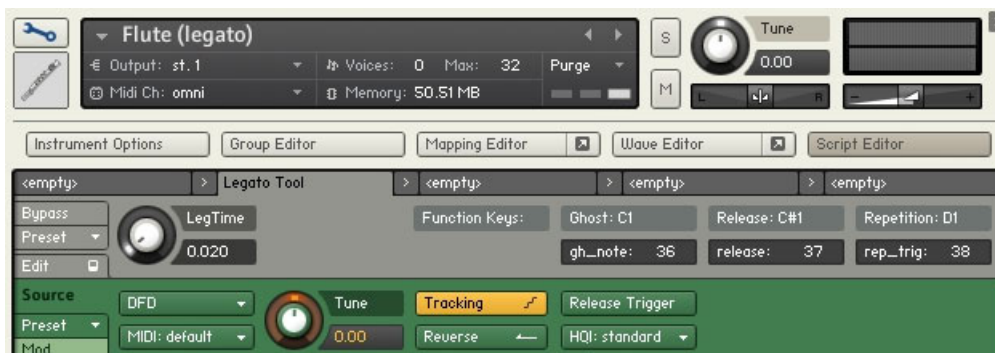 Flute (legato)
S
Tune
Output: st.1
Voices: 0 Max: 32
Purge
0.00
Midi Ch: omni
Memory: 50.51 MB
M
L R
- +
Instrument Options
Group Editor
Mapping Editor
Wave Editor
Script Editor
<empty> > Legato Tool > <empty> > <empty> > <empty>
Bypass
LegTime
Function Keys:
Ghost: C1
Release: C#1
Repetition: D1
Preset
0.020
gh_note: 36
release: 37
rep_trig: 38
Edit
Source
DFD
Tune
Tracking
Release Trigger
Preset
MIDI: default
0.00
Reverse
HQI: standard
Mod